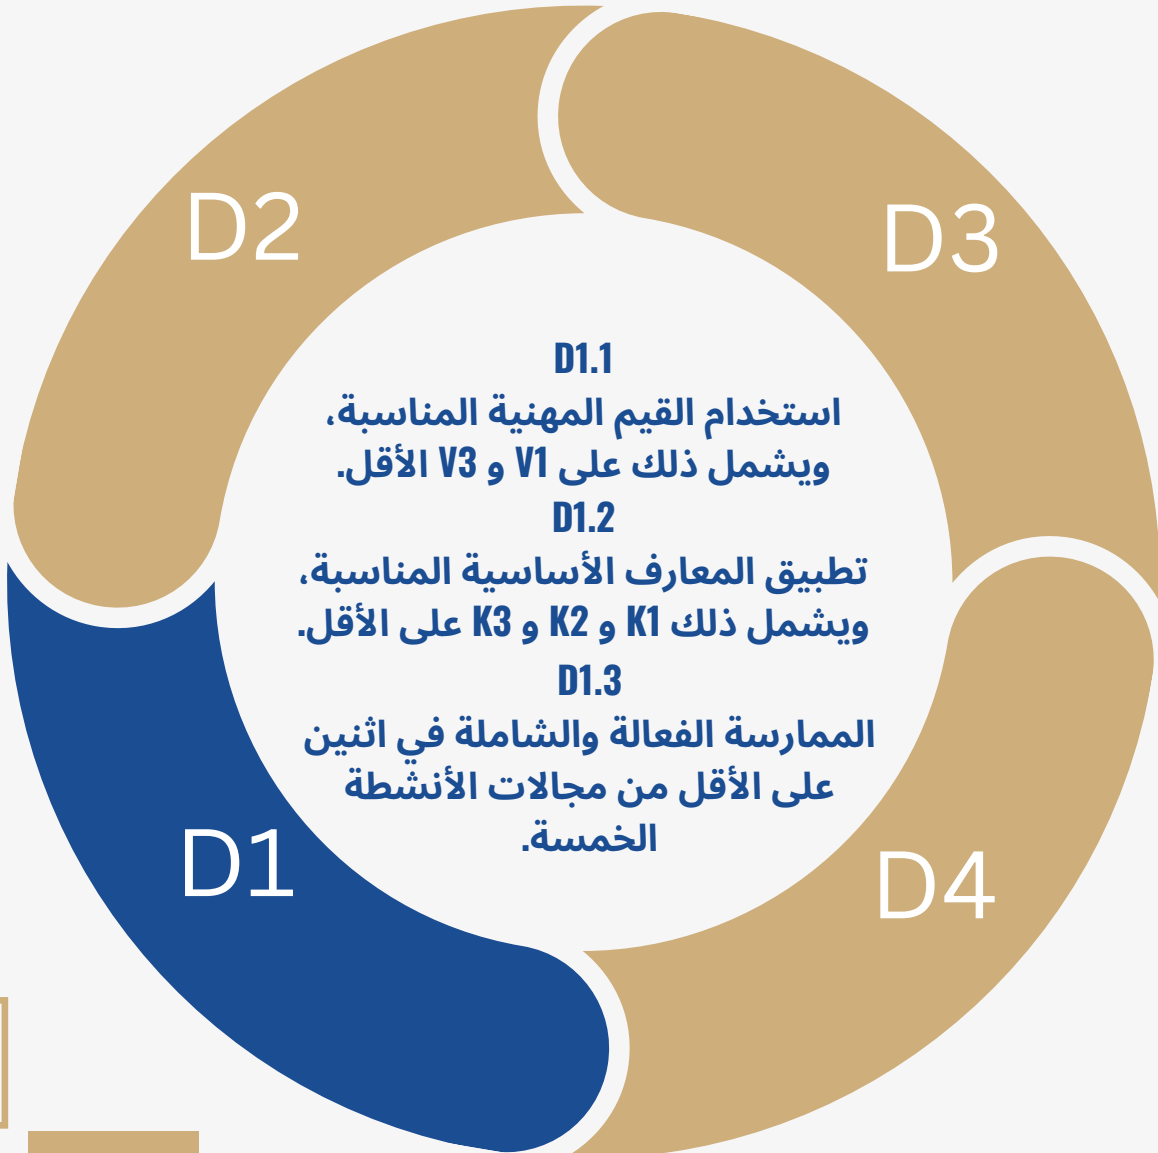 D2
D3
D1.1
استخدام القيم المهنية المناسبة،
ويشمل ذلك على V1 و V3 الأقل.
D1.2
تطبيق المعارف الأساسية المناسبة،
ويشمل ذلك K1 و K2 و K3 على الأقل.
D1.3
الممارسة الفعالة والشاملة في اثنين
على الأقل من مجالات الأنشطة
الخمسة.
D1
D4